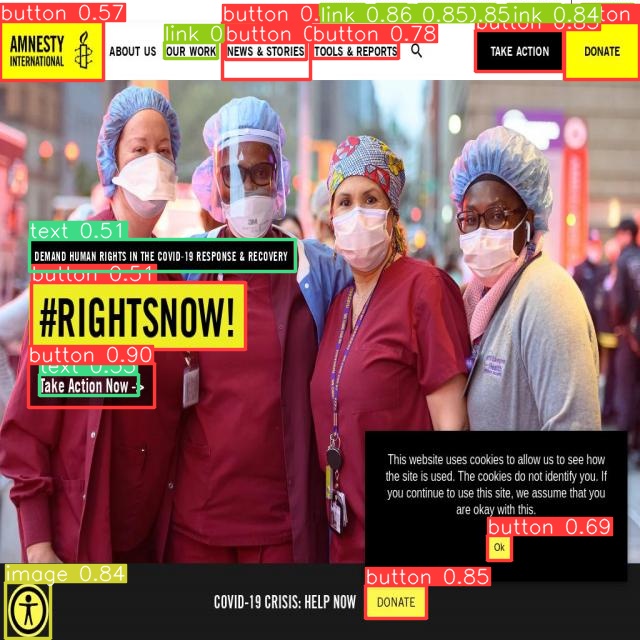 button 0.57
button 0
link 0.86 0.85
0.85
ink 0.84
ton
link 0
button 0
button 0.78
button 0.83
AMNESTY
INTERNATIONAL
ABOUT US
OUR WORK
NEWS & STORIES
TOOLS & REPORTS
TAKE ACTION
DONATE
text 0.51
DEMAND HUMAN RIGHTS IN THE COVID-19 RESPONSE & RECOVERY
button 0.51
#RIGHTSNOW!
button 0.90
text 0.55
Take Action Now ->
This website uses cookies to allow us to see how
the site is used. The cookies do not identify you. If
you continue to use this site, we assume that you
are okay with this.
button 0.69
Ok
image 0.84
button 0.85
COVID-19 CRISIS: HELP NOW
DONATE